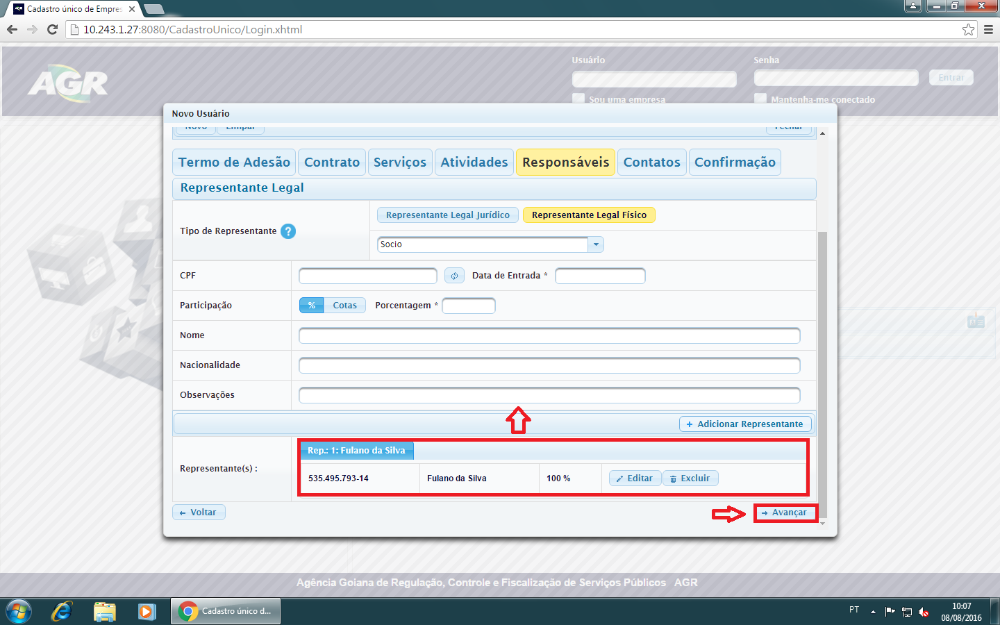 Cadastro único de Empres
10.243.1.27:8080/CadastroUnico/Login.xhtml
AGR
Usuário
Senha
Entrar
Sou uma empresa
Mantenha-me conectado
Novo Usuário
Novo Limpar Fechar
Termo de Adesão Contrato Serviços Atividades Responsáveis Contatos Confirmação
Representante Legal
Tipo de Representante ?
Representante Legal Jurídico Representante Legal Físico
Socio
CPF Data de Entrada *
Participação % Cotas Porcentagem *
Nome
Nacionalidade
Observações
+ Adicionar Representante
Representante(s) :
Rep.: 1: Fulano da Silva
535.495.793-14 Fulano da Silva 100 % Editar Excluir
Voltar
Avançar
Agência Goiana de Regulação, Controle e Fiscalização de Serviços Públicos AGR
Cadastro único d...
PT
10:07
08/08/2016